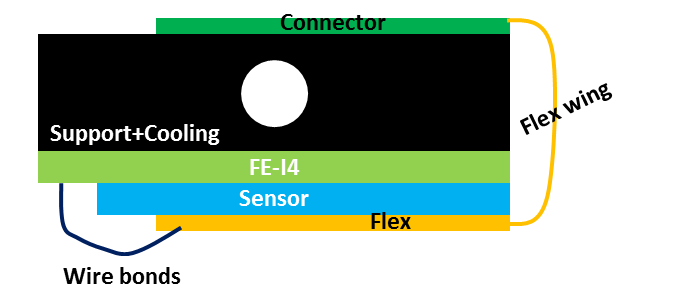 Connector
Flex wing
Support+Cooling
FE-I4
Sensor
Flex
Wire bonds